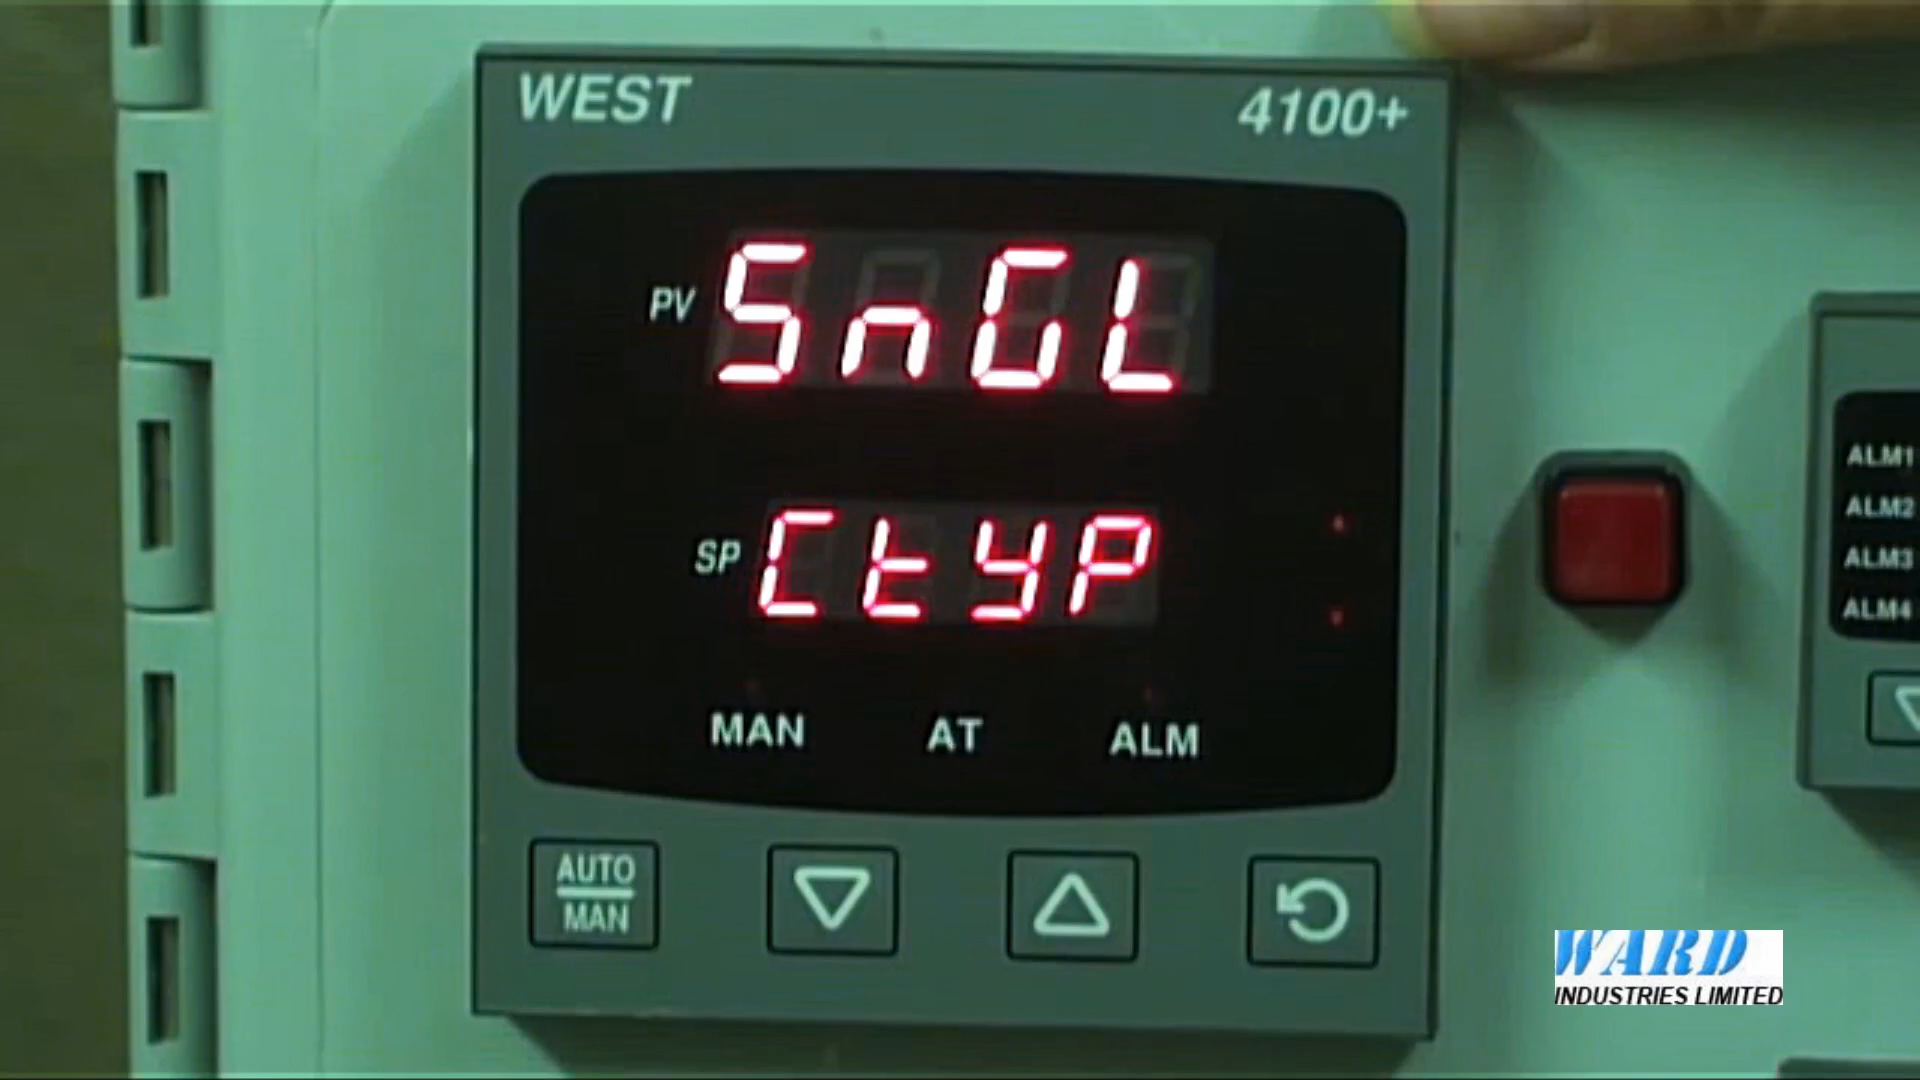 WEST 4100+
PV SnGL
SP CtyP
MAN AT ALM
AUTO
MAN
ALM1
ALM2
ALM3
ALM4
WARD
INDUSTRIES LIMITED